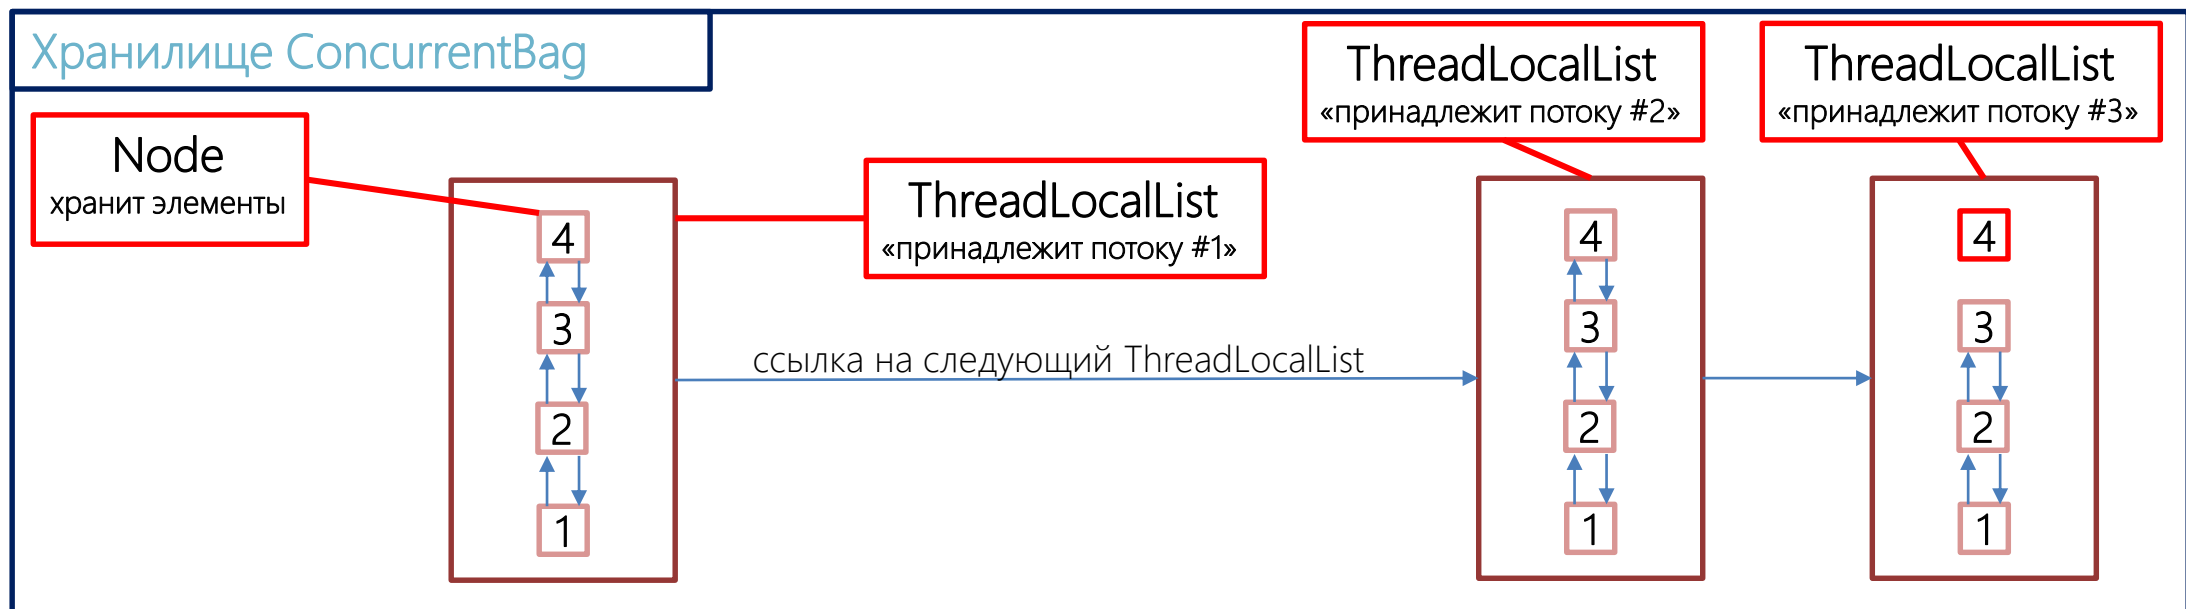 Хранилище ConcurrentBag
Node
хранит элементы
ThreadLocalList
«принадлежит потоку #1»
ThreadLocalList
«принадлежит потоку #2»
ThreadLocalList
«принадлежит потоку #3»
4
3
2
1
ссылка на следующий ThreadLocalList
4
3
2
1
4
3
2
1